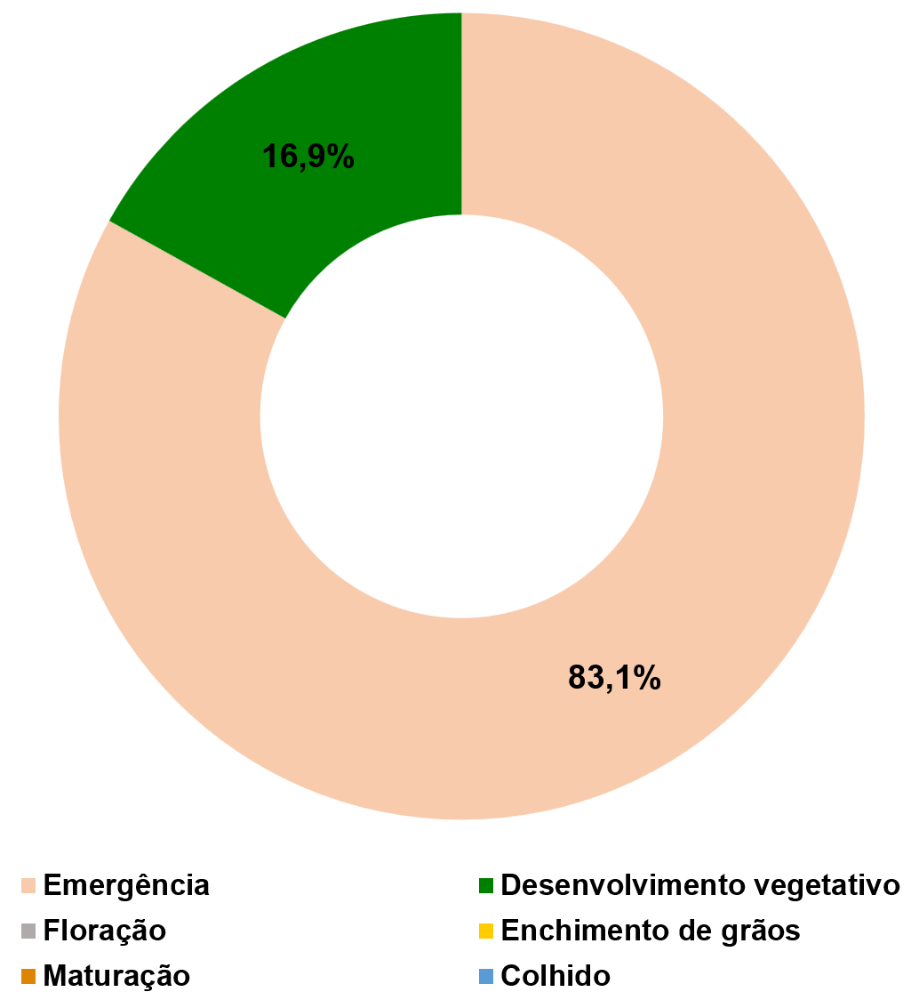 16,9%
83,1%
Emergência
Desenvolvimento vegetativo
Floração
Enchimento de grãos
Maturação
Colhido